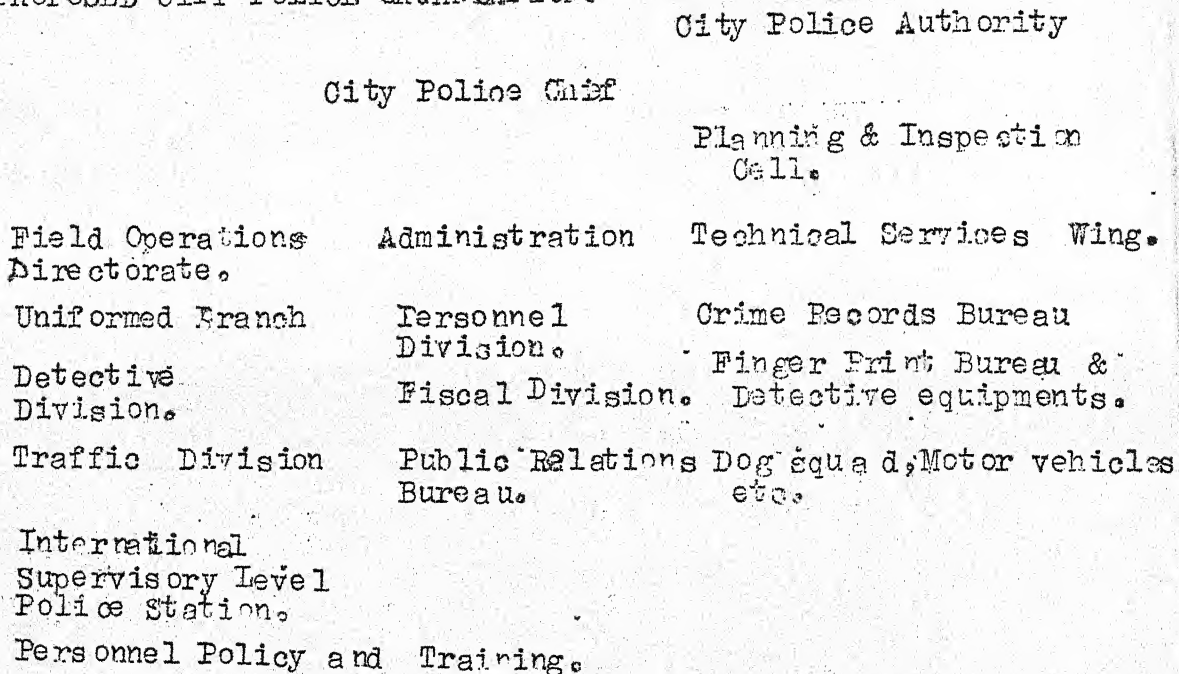 CITY POLICE
City Police Authority
City Police Chief
Planning & Inspection
Cell.
Field Operations Administration Technical Services Wing.
Directorate.
Uniformed Branch Personnel Crime Records Bureau
Division.
Finger Print Bureau &
Detective
Fiscal Division. Detective equipments.
Division.
Traffic Division Public Relations Dog squad,Motor vehicles
Bureau. etc.
International
Supervisory Level
Police Station.
Personnel Policy and Training.